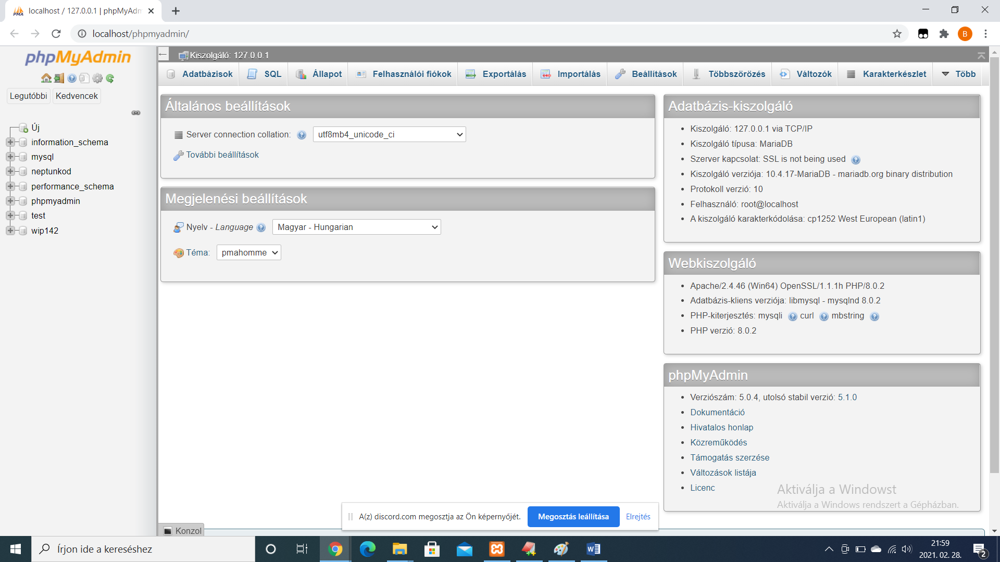 localhost / 127.0.0.1 | phpMyAdm
localhost/phpmyadmin/
B
phpMyAdmin
Legutóbbi
Kedvencek
Új
information_schema
mysql
neptunkod
performance_schema
phpmyadmin
test
wip142
Kiszolgáló: 127.0.0.1
Adatbázisok
SQL
Állapot
Felhasználói fiókok
Exportálás
Importálás
Beállítások
Többszörözés
Változók
Karakterkészlet
Több
Általános beállítások
Server connection collation:
utf8mb4_unicode_ci
További beállítások
Megjelenési beállítások
Nyelv - Language
Magyar - Hungarian
Téma:
pmahomme
Adatbázis-kiszolgáló
Kiszolgáló: 127.0.0.1 via TCP/IP
Kiszolgáló típusa: MariaDB
Szerver kapcsolat: SSL is not being used
Kiszolgáló verziója: 10.4.17-MariaDB - mariadb.org binary distribution
Protokoll verzió: 10
Felhasználó: root@localhost
A kiszolgáló karakterkódolása: cp1252 West European (latin1)
Webkiszolgáló
Apache/2.4.46 (Win64) OpenSSL/1.1.1h PHP/8.0.2
Adatbázis-kliens verziója: libmysql - mysqlnd 8.0.2
PHP-kiterjesztés: mysqli curl mbstring
PHP verzió: 8.0.2
phpMyAdmin
Verziószám: 5.0.4, utolsó stabil verzió: 5.1.0
Dokumentáció
Hivatalos honlap
Közreműködés
Támogatás szerzése
Változások listája
Licenc
Aktiválja a Windowst
Aktiválja a Windows rendszert a Gépházban.
A(z) discord.com megosztja az Ön képernyőjét.
Megosztás leállítása
Elrejtés
Konzol
Írjon ide a kereséshez
21:59
2021. 02. 28.
2